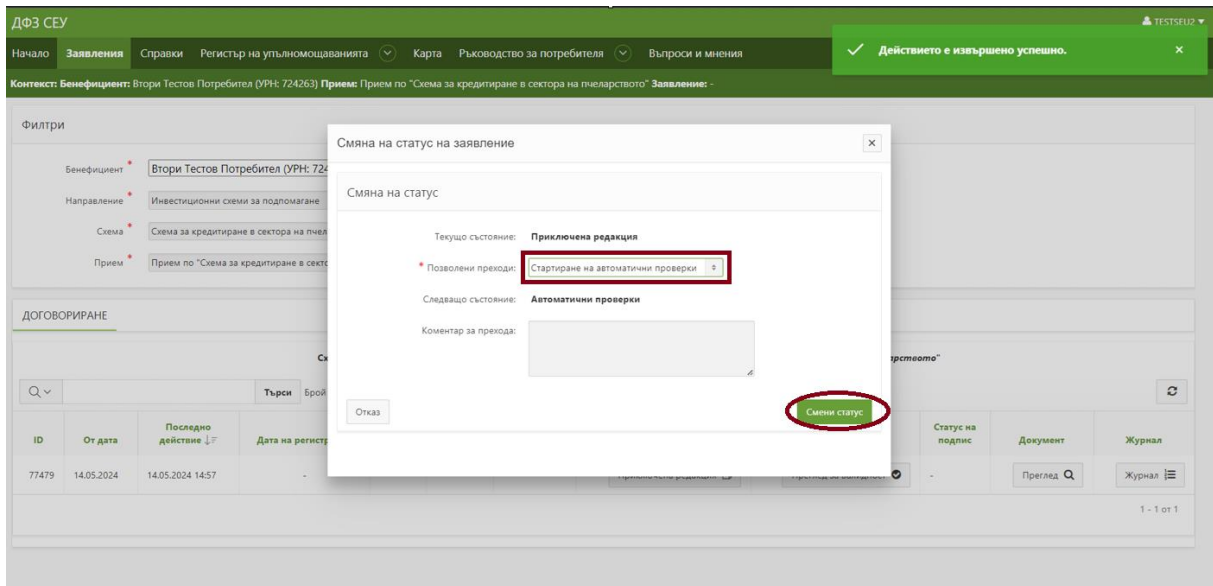 ДФЗ СЕУ
TESTSEU2
Начало Заявления Справки Регистър на упълномощаванията Карта Ръководство за потребителя Въпроси и мнения
Действието е извършено успешно.
Контекст: Бенефициент: Втори Тестов Потребител (УРН: 724263) Прием: Прием по "Схема за кредитиране в сектора на пчеларството" Заявление: -
Филтри
Бенефициент * Втори Тестов Потребител (УРН: 724
Направление * Инвестиционни схеми за подпомагане
Схема * Схема за кредитиране в сектора на пчел
Прием * Прием по "Схема за кредитиране в секто
Смяна на статус на заявление
Смяна на статус
Текущо състояние: Приключена редакция
* Позволени преходи: Стартиране на автоматични проверки
Следващо състояние: Автоматични проверки
Коментар за прехода:
Отказ Смени статус
ДОГОВОРИРАНЕ
Сх рството"
Търси Брой
ID От дата Последно действие Дата на регистр Статус на подпис Документ Журнал
77479 14.05.2024 14.05.2024 14:57 - - Преглед Журнал
1 - 1 от 1